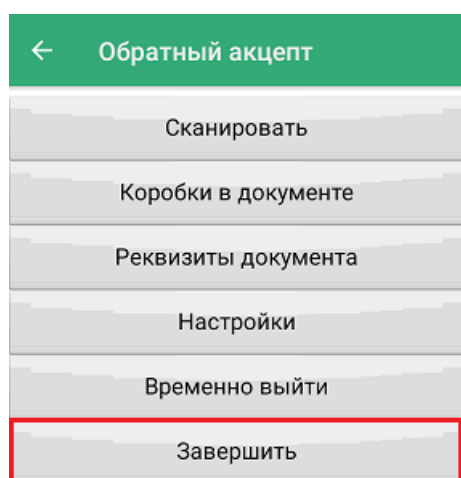 Обратный акцепт
Сканировать
Коробки в документе
Реквизиты документа
Настройки
Временно выйти
Завершить